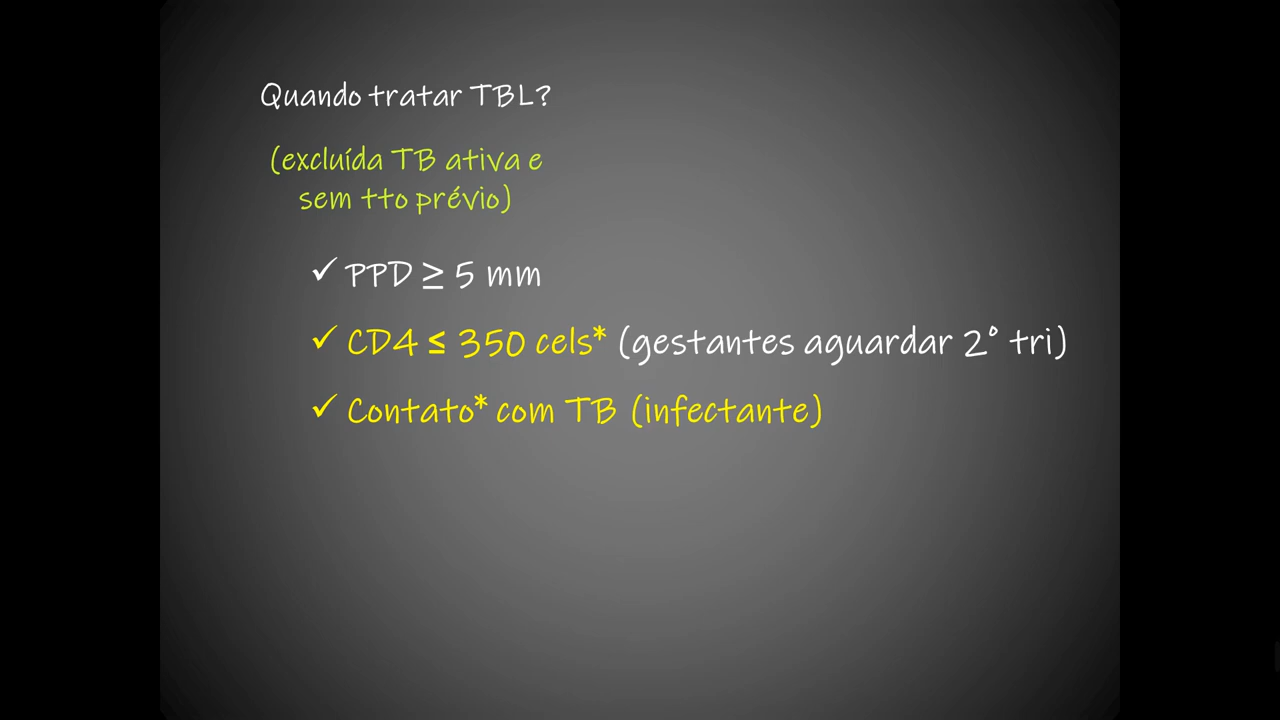 Quando tratar TBL?
(excluída TB ativa e
sem tto prévio)
✓ PPD ≥ 5 mm
✓ CD4 ≤ 350 cels* (gestantes aguardar 2° tri)
✓ Contato* com TB (infectante)